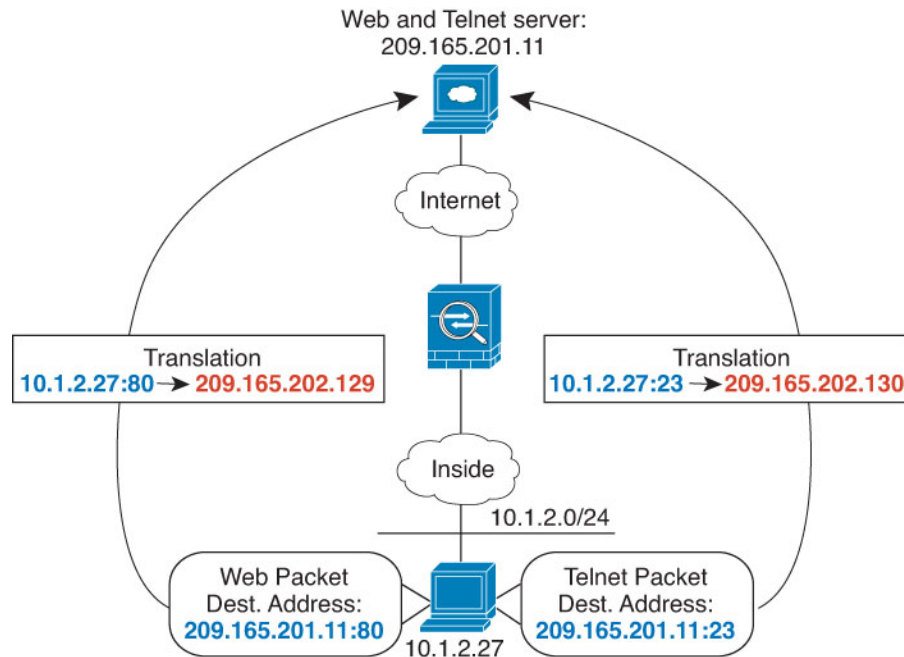 Web and Telnet server:
209.165.201.11
Internet
Translation
10.1.2.27:80 → 209.165.202.129
Translation
10.1.2.27:23 → 209.165.202.130
Inside
10.1.2.0/24
Web Packet
Dest. Address:
209.165.201.11:80
Telnet Packet
Dest. Address:
209.165.201.11:23
10.1.2.27